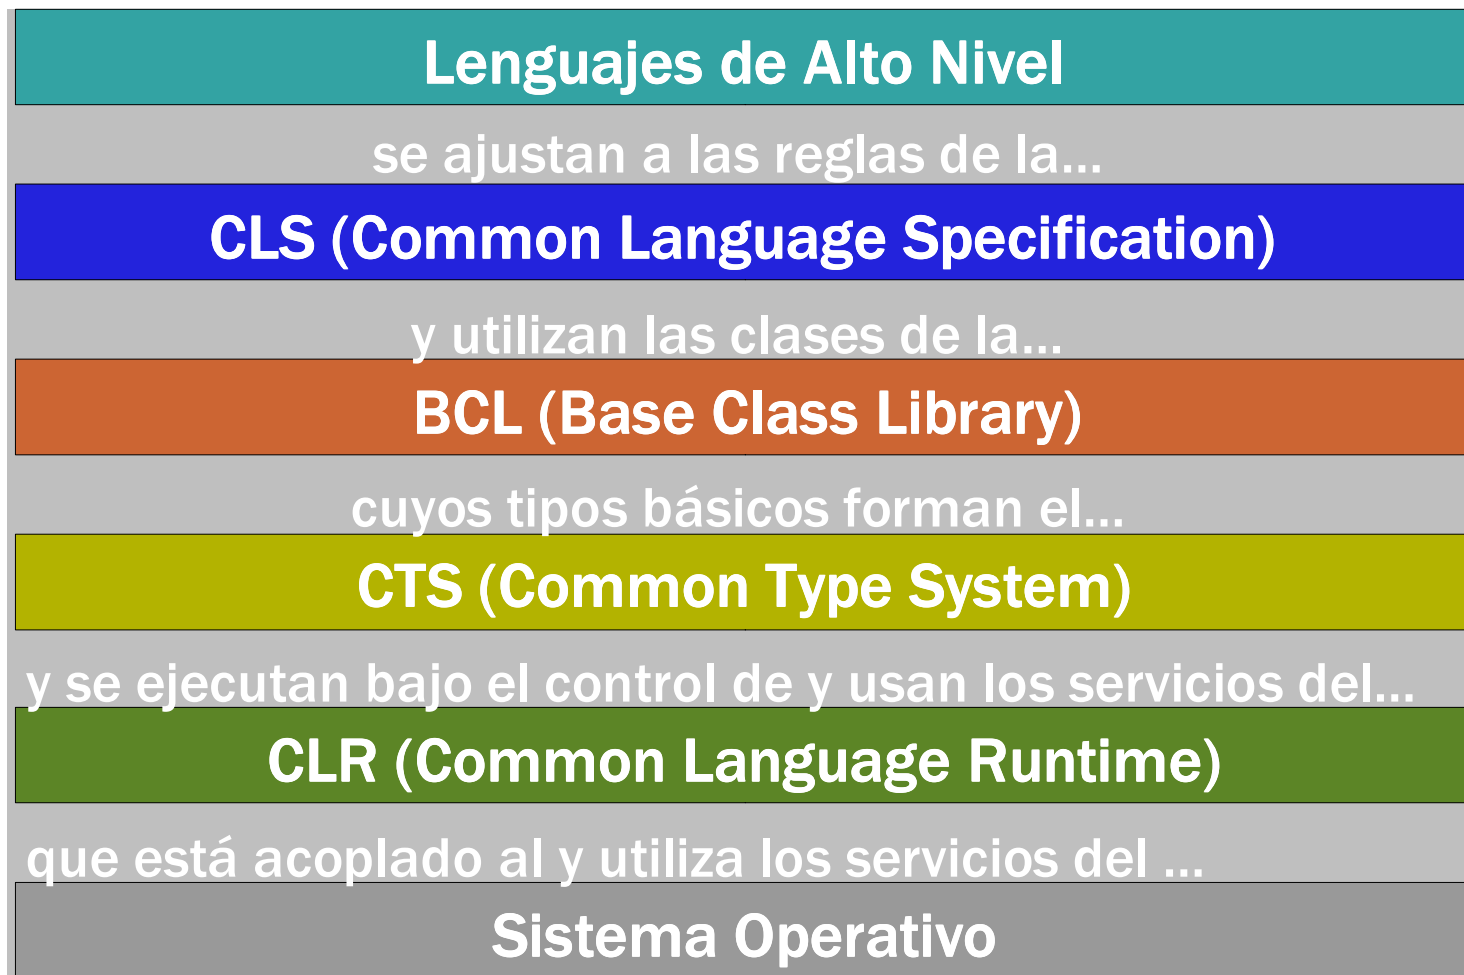 Lenguajes de Alto Nivel
se ajustan a las reglas de la...
CLS (Common Language Specification)
y utilizan las clases de la...
BCL (Base Class Library)
cuyos tipos básicos forman el...
CTS (Common Type System)
y se ejecutan bajo el control de y usan los servicios del...
CLR (Common Language Runtime)
que está acoplado al y utiliza los servicios del ...
Sistema Operativo